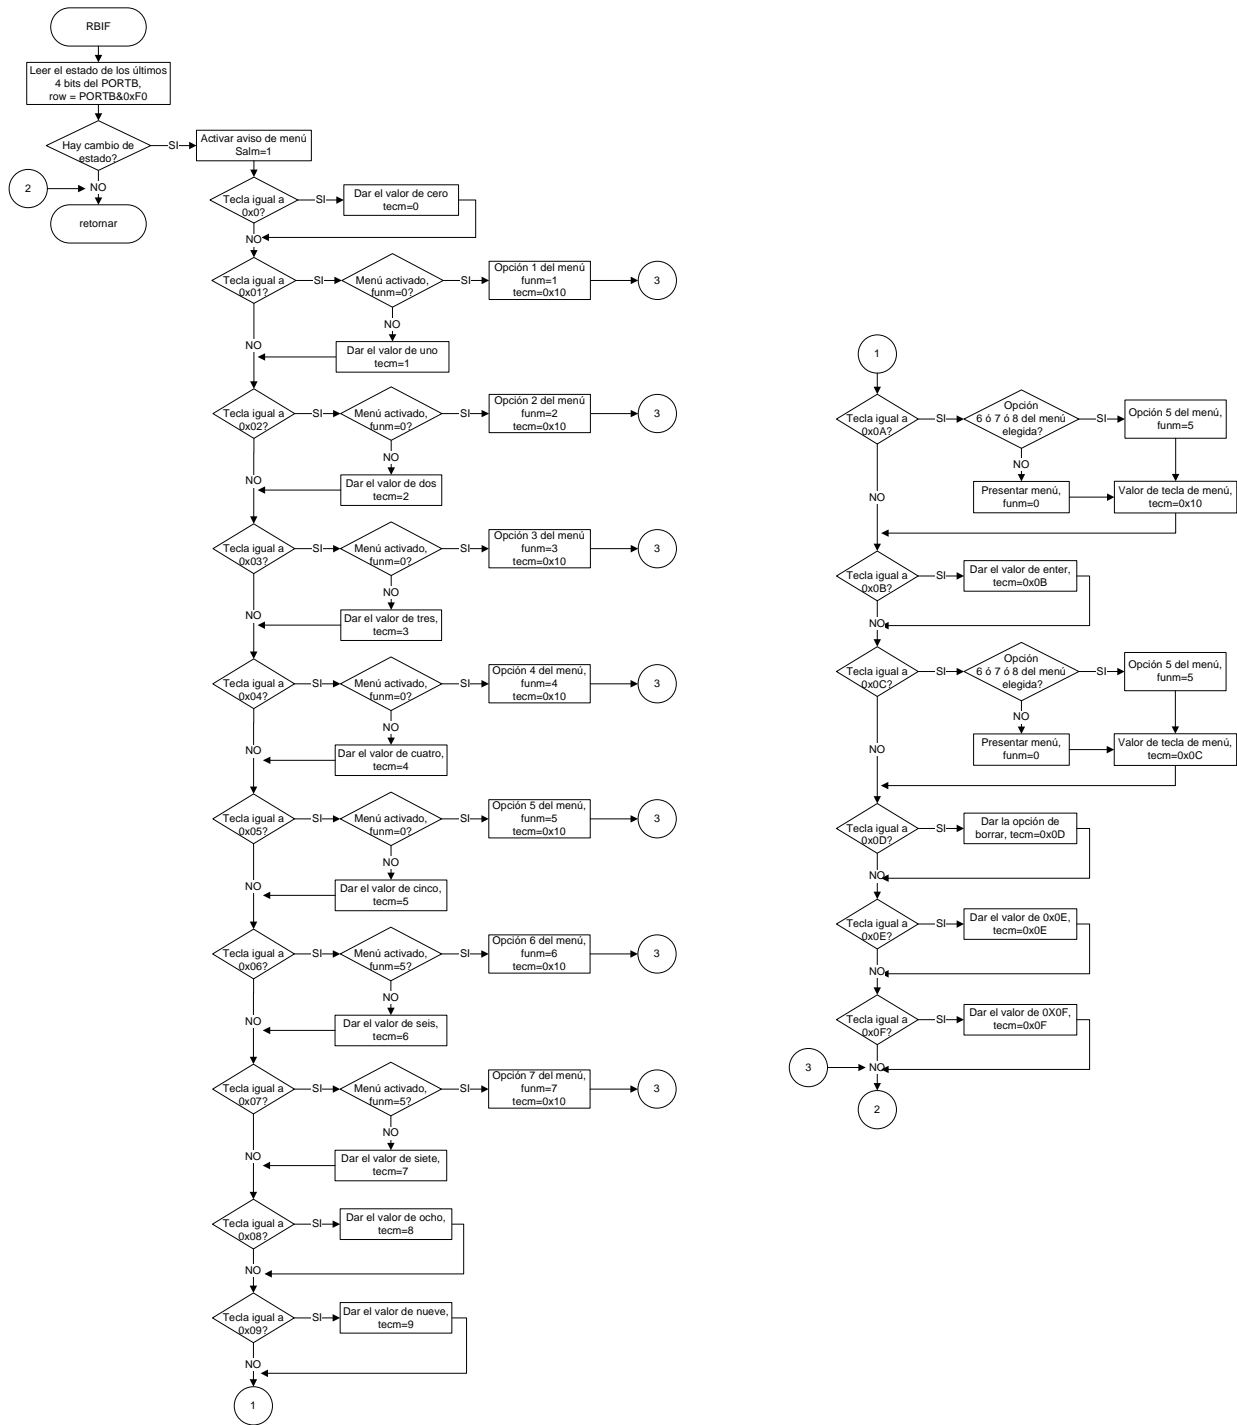 RBIF
Leer el estado de los últimos
4 bits del PORTB,
row = PORTB&0xF0
Hay cambio de
estado?
SI
Activar aviso de menú
Salm=1
2
NO
retornar
Tecla igual a
0x0?
SI
Dar el valor de cero
tecm=0
NO
Tecla igual a
0x01?
SI
Menú activado,
funm=0?
SI
Opción 1 del menú
funm=1
tecm=0x10
3
NO
NO
Dar el valor de uno
tecm=1
Tecla igual a
0x02?
SI
Menú activado,
funm=0?
SI
Opción 2 del menú
funm=2
tecm=0x10
3
NO
NO
Dar el valor de dos
tecm=2
Tecla igual a
0x03?
SI
Menú activado,
funm=0?
SI
Opción 3 del menú
funm=3
tecm=0x10
3
NO
NO
Dar el valor de tres,
tecm=3
Tecla igual a
0x04?
SI
Menú activado,
funm=0?
SI
Opción 4 del menú,
funm=4
tecm=0x10
3
NO
NO
Dar el valor de cuatro,
tecm=4
Tecla igual a
0x05?
SI
Menú activado,
funm=0?
SI
Opción 5 del menú,
funm=5
tecm=0x10
3
NO
NO
Dar el valor de cinco,
tecm=5
Tecla igual a
0x06?
SI
Menú activado,
funm=5?
SI
Opción 6 del menú,
funm=6
tecm=0x10
3
NO
NO
Dar el valor de seis,
tecm=6
Tecla igual a
0x07?
SI
Menú activado,
funm=5?
SI
Opción 7 del menú,
funm=7
tecm=0x10
3
NO
NO
Dar el valor de siete,
tecm=7
Tecla igual a
0x08?
SI
Dar el valor de ocho,
tecm=8
NO
Tecla igual a
0x09?
SI
Dar el valor de nueve,
tecm=9
NO
1
1
Tecla igual a
0x0A?
SI
Opción
6 ó 7 ó 8 del menú
elegida?
SI
Opción 5 del menú,
funm=5
NO
NO
Presentar menú,
funm=0
Valor de tecla de menú,
tecm=0x10
Tecla igual a
0x0B?
SI
Dar el valor de enter,
tecm=0x0B
NO
Tecla igual a
0x0C?
SI
Opción
6 ó 7 ó 8 del menú
elegida?
SI
Opción 5 del menú,
funm=5
NO
NO
Presentar menú,
funm=0
Valor de tecla de menú,
tecm=0x0C
Tecla igual a
0x0D?
SI
Dar la opción de
borrar, tecm=0x0D
NO
Tecla igual a
0x0E?
SI
Dar el valor de 0x0E,
tecm=0x0E
NO
Tecla igual a
0x0F?
SI
Dar el valor de 0X0F,
tecm=0x0F
3
NO
2